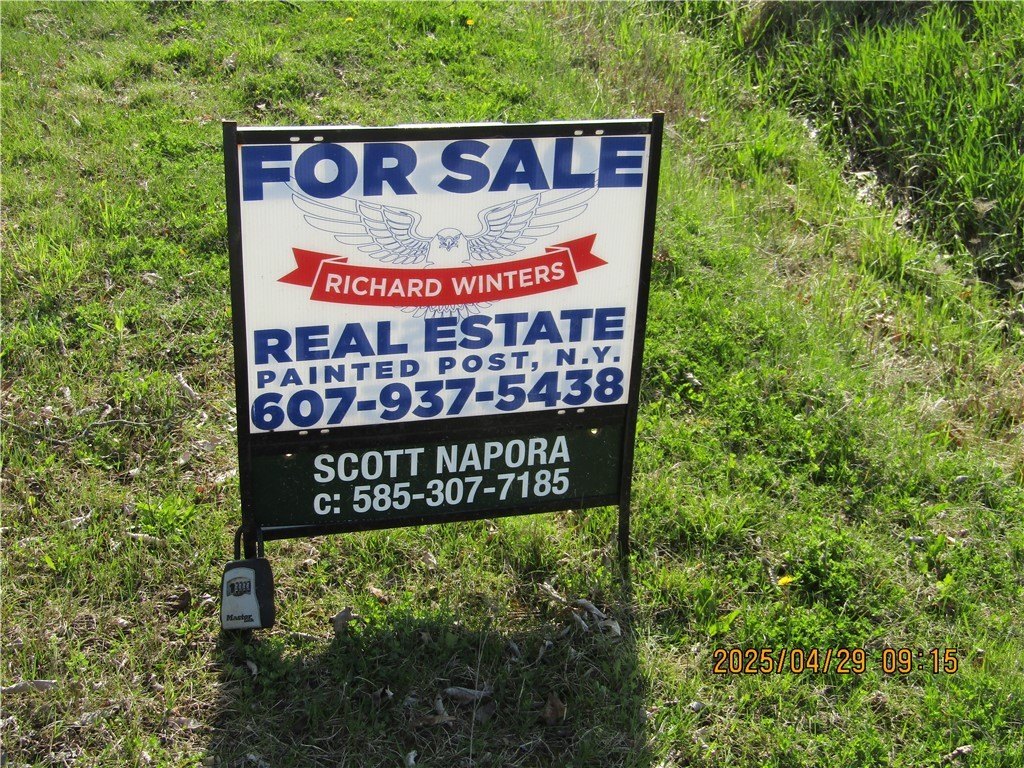 FOR SALE
RICHARD WINTERS
REAL ESTATE
PAINTED POST, N.Y.
607-937-5438
SCOTT NAPORA
c: 585-307-7185
Master
2025/04/29 09:15